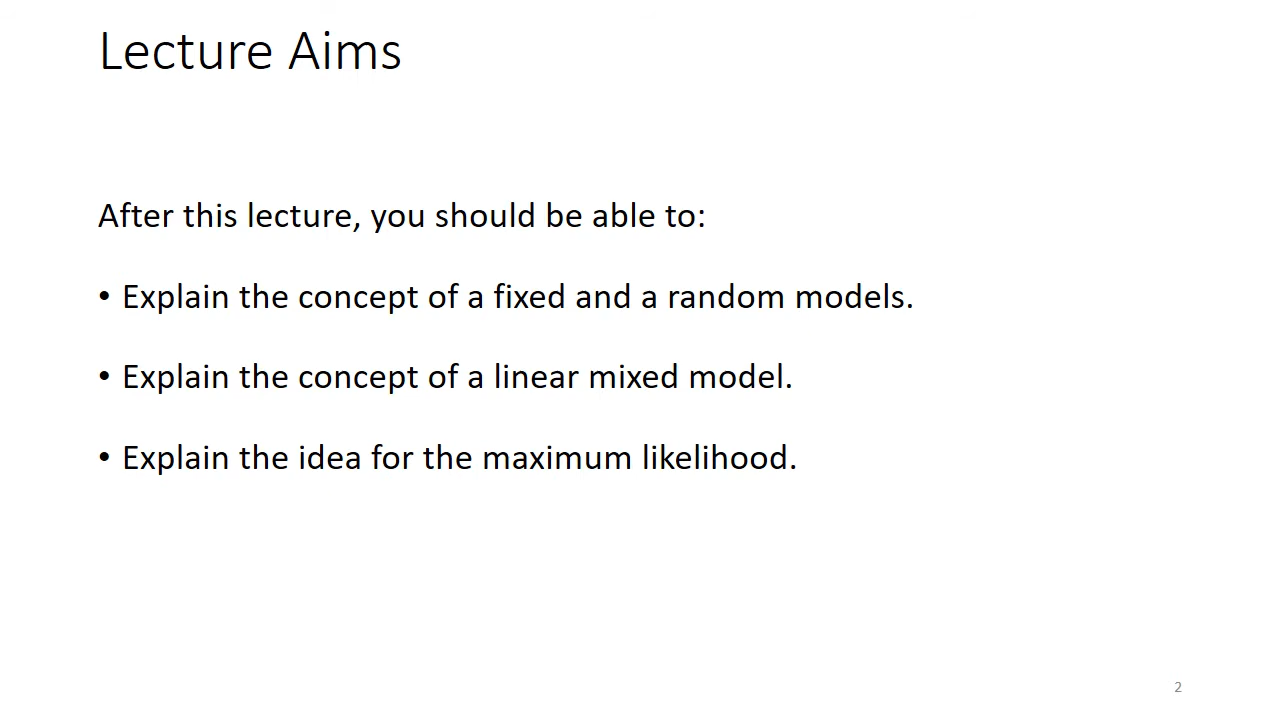 Lecture Aims
After this lecture, you should be able to:
• Explain the concept of a fixed and a random models.
• Explain the concept of a linear mixed model.
• Explain the idea for the maximum likelihood.
2